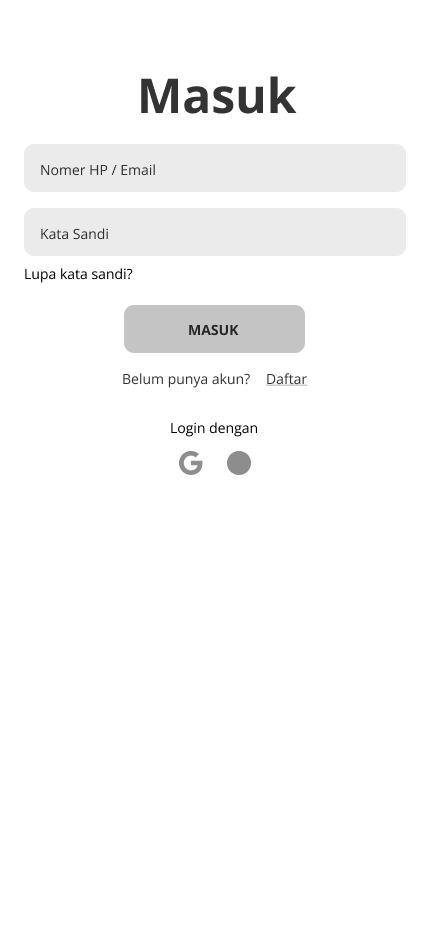 Masuk
Nomer HP / Email
Kata Sandi
Lupa kata sandi?
MASUK
Belum punya akun? Daftar
Login dengan